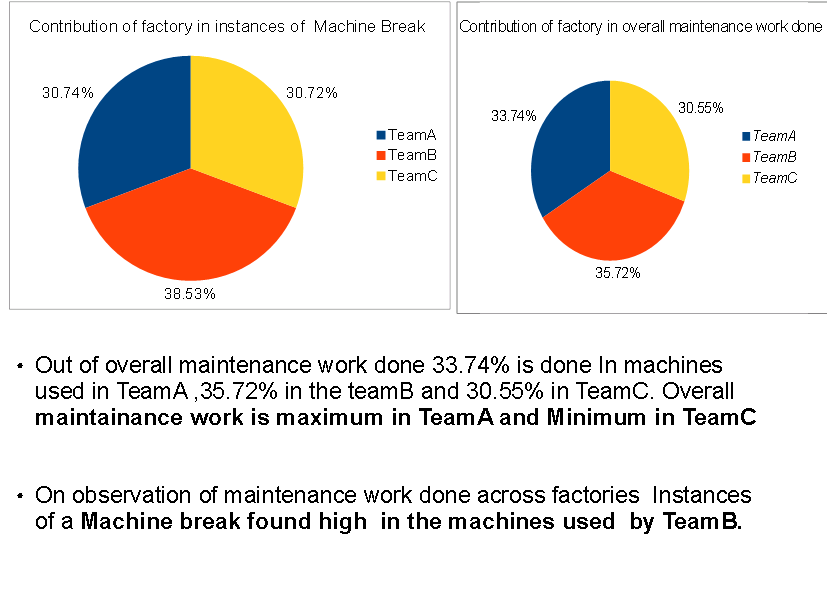 Contribution of factory in instances of  Machine Break
30.74%
30.72%
TeamA
TeamB
TeamC
38.53%
Contribution of factory in overall maintenance work done
33.74%
30.55%
TeamA
TeamB
TeamC
35.72%
• Out of overall maintenance work done 33.74% is done In machines
used in TeamA ,35.72% in the teamB and 30.55% in TeamC. Overall
maintainance work is maximum in TeamA and Minimum in TeamC
• On observation of maintenance work done across factories  Instances
of a Machine break found high  in the machines used  by TeamB.